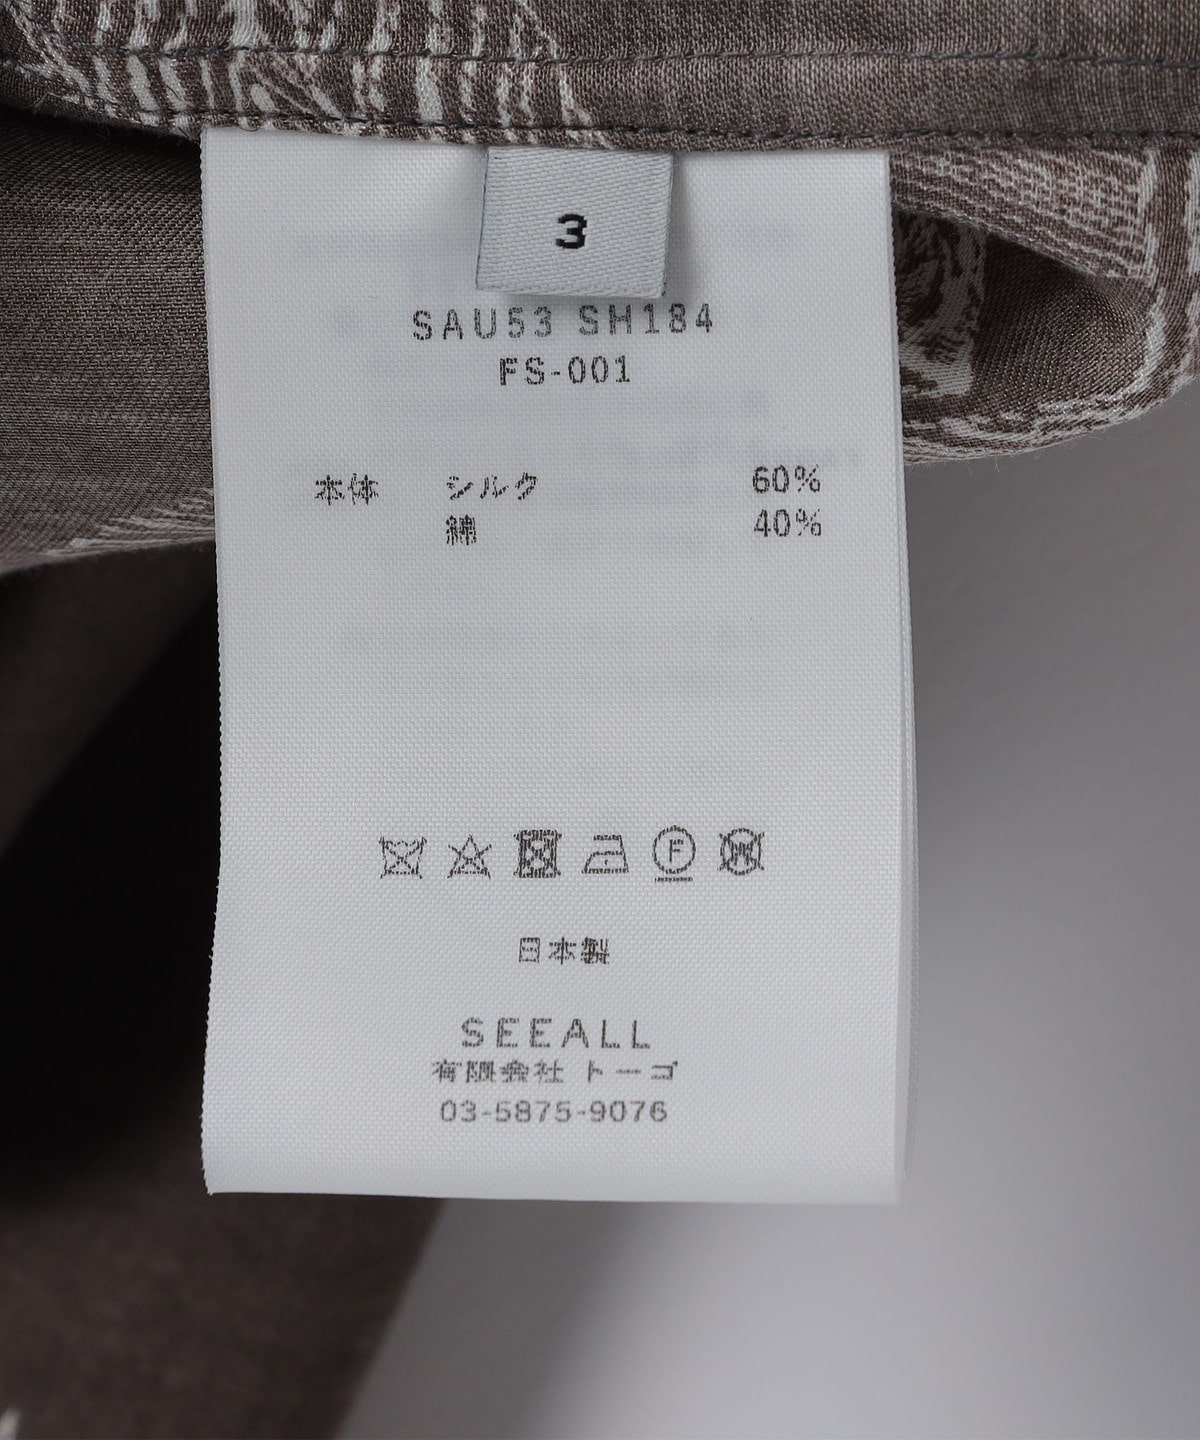 3
SAU53 SH184
FS-001
本体 シルク 60%
綿 40%
F W
日本製
SEEALL
有限会社 トーゴ
03-5875-9076